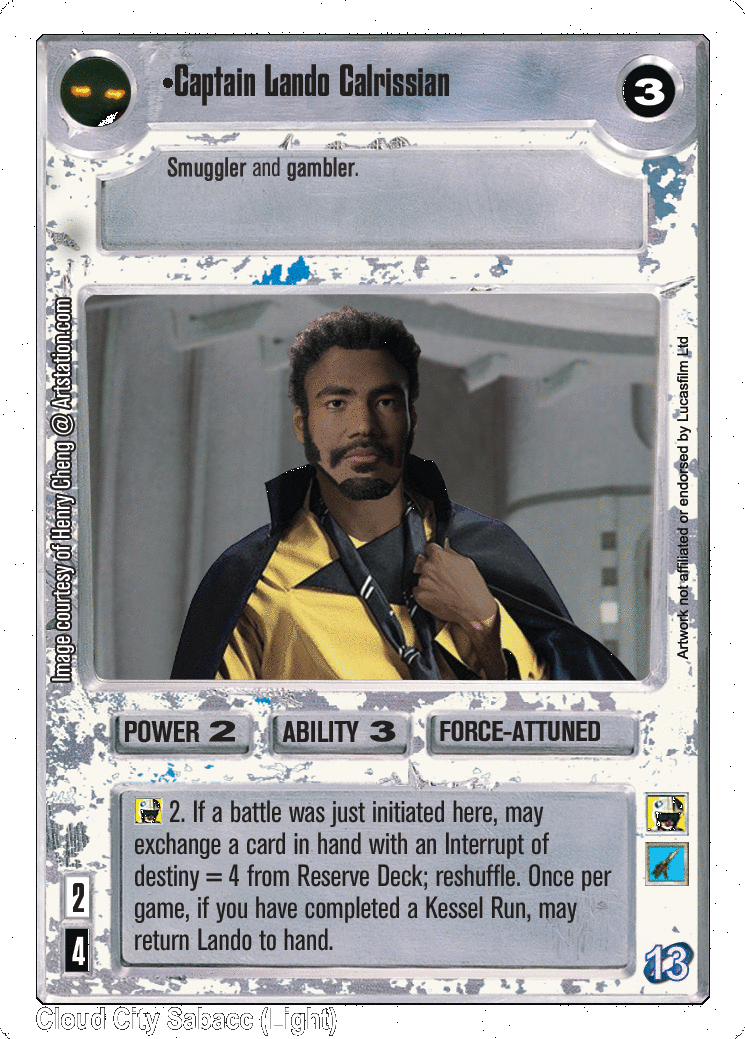 •Captain Lando Calrissian
3
Smuggler and gambler.
Image courtesy of Henry Cheng @ Artstation.com
Artwork not affiliated or endorsed by Lucasfilm Ltd
POWER 2
ABILITY 3
FORCE-ATTUNED
2. If a battle was just initiated here, may
exchange a card in hand with an Interrupt of
destiny = 4 from Reserve Deck; reshuffle. Once per
game, if you have completed a Kessel Run, may
return Lando to hand.
2
4
13
Cloud City Sabacc (Light)